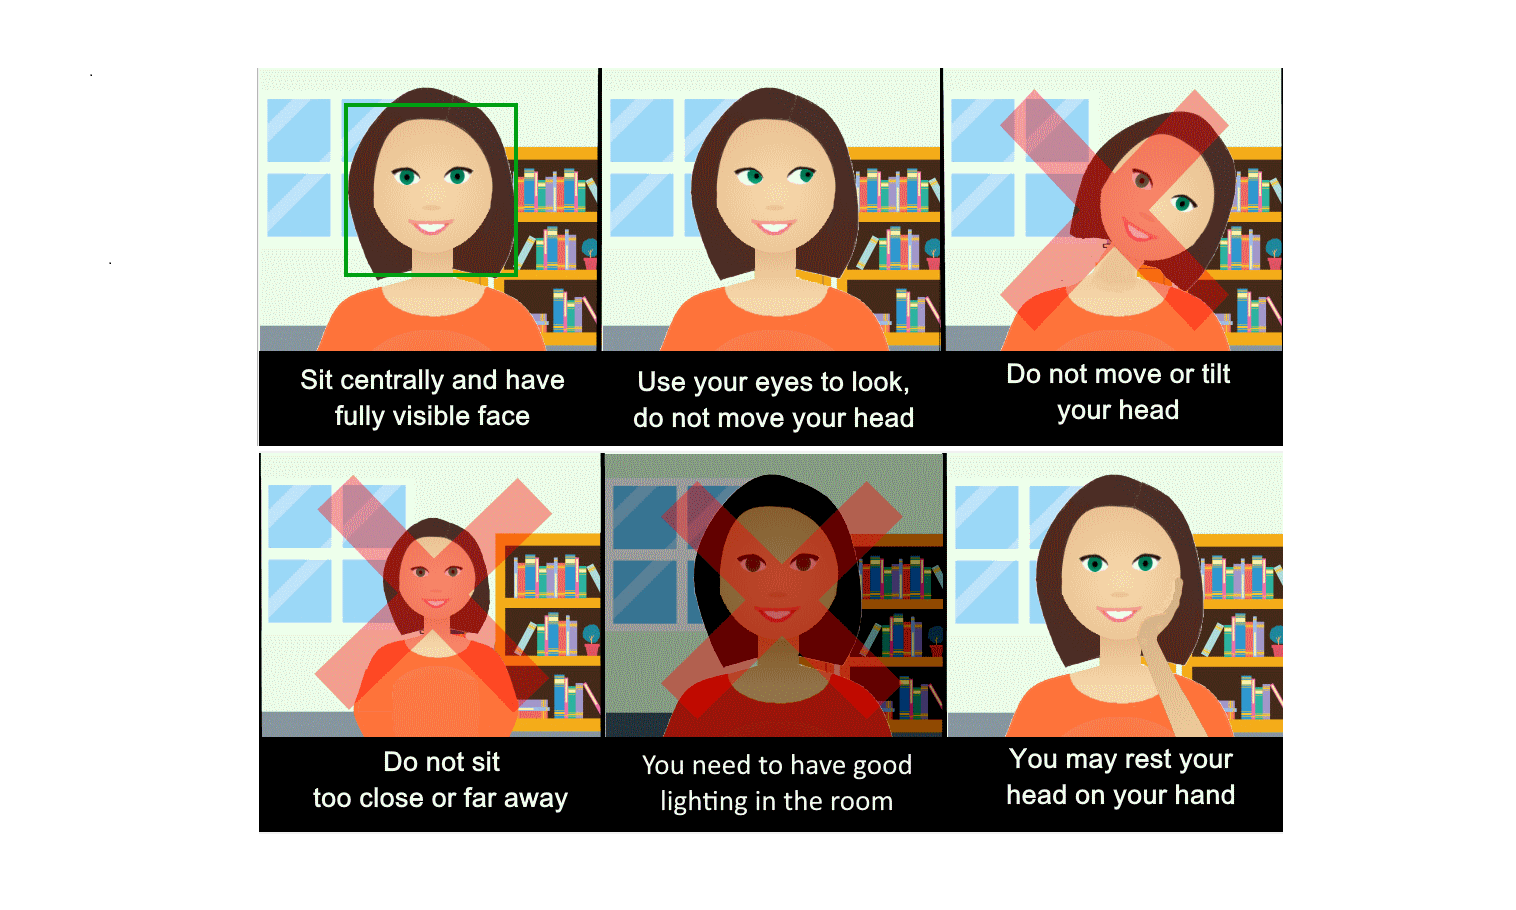 Sit centrally and have
fully visible face
Use your eyes to look,
do not move your head
Do not move or tilt
your head
Do not sit
too close or far away
You need to have good
lighting in the room
You may rest your
head on your hand